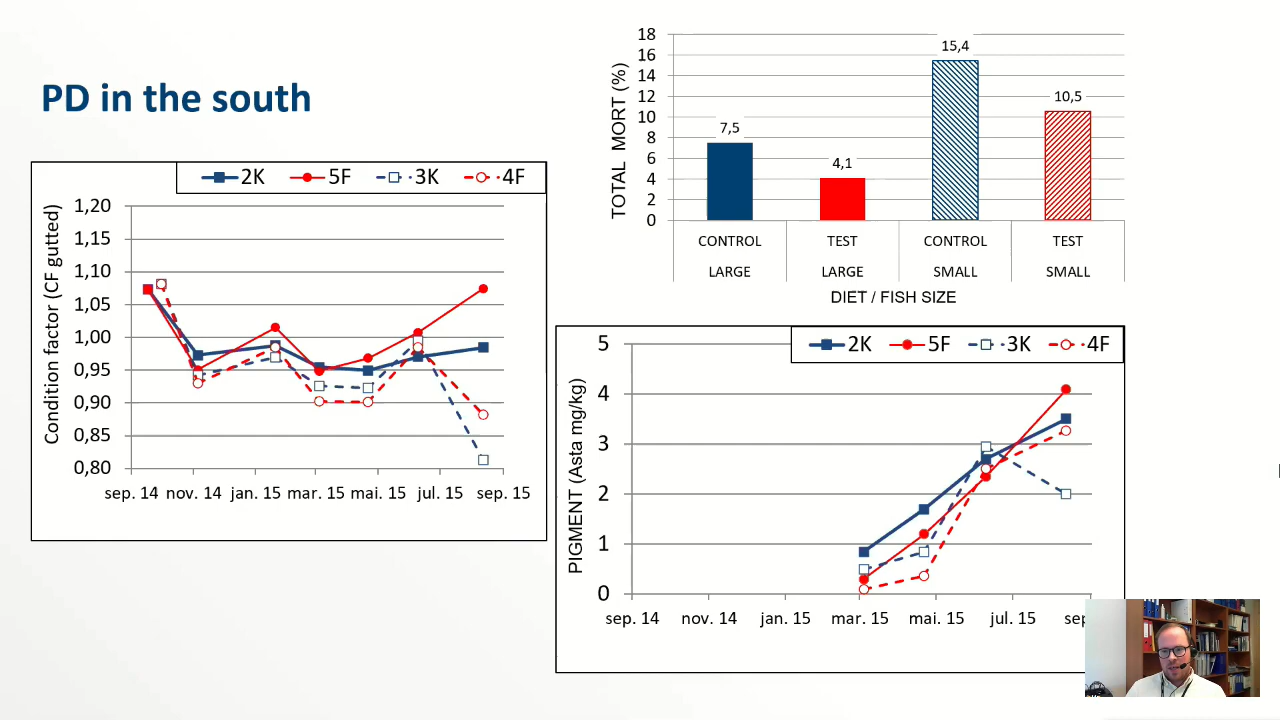 PD in the south
2K 5F 3K 4F
Condition factor (CF gutted)
1,20
1,15
1,10
1,05
1,00
0,95
0,90
0,85
0,80
sep. 14 nov. 14 jan. 15 mar. 15 mai. 15 jul. 15 sep. 15
TOTAL MORT (%)
18
16
14
12
10
8
6
4
2
0
7,5
4,1
15,4
10,5
CONTROL TEST CONTROL TEST
LARGE LARGE SMALL SMALL
DIET / FISH SIZE
2K 5F 3K 4F
PIGMENT (Asta mg/kg)
5
4
3
2
1
0
sep. 14 nov. 14 jan. 15 mar. 15 mai. 15 jul. 15 sep